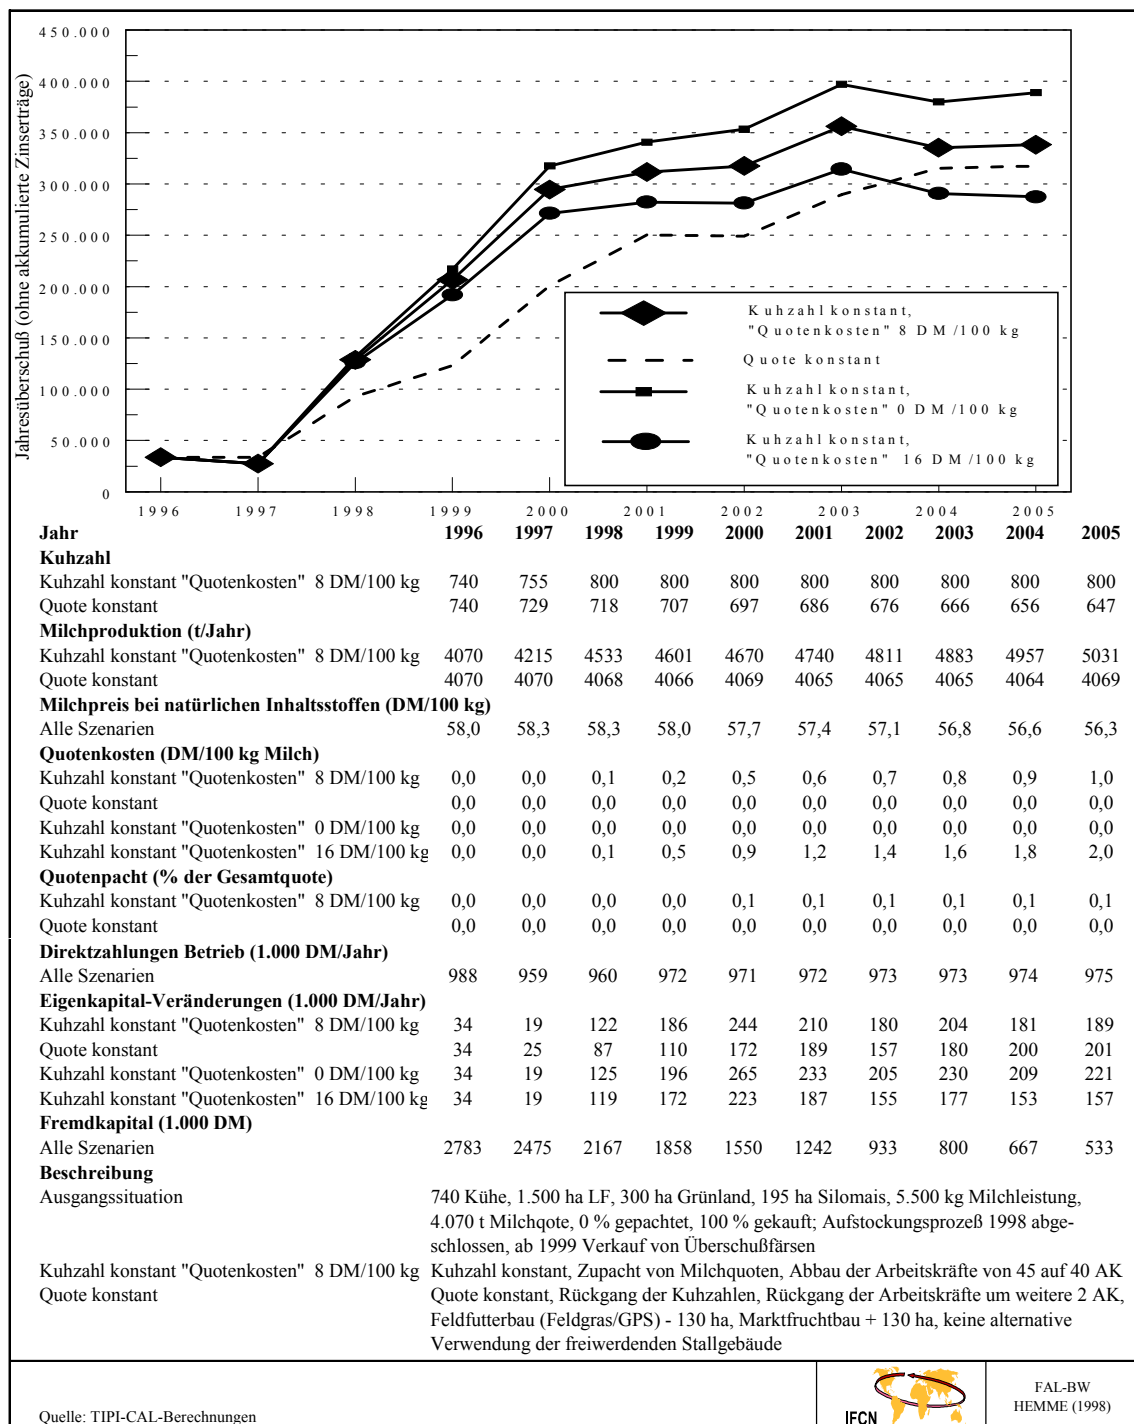 Jahresüberschuß (ohne akkumulierte Zinserträge)
450.000
400.000
350.000
300.000
250.000
200.000
150.000
100.000
50.000
0
1996 1997 1998 1999 2000 2001 2002 2003 2004 2005
Kuhzahl konstant,
"Quotenkosten" 8 DM/100 kg
Quote konstant
Kuhzahl konstant,
"Quotenkosten" 0 DM/100 kg
Kuhzahl konstant,
"Quotenkosten" 16 DM/100 kg
Jahr 1996 1997 1998 1999 2000 2001 2002 2003 2004 2005
Kuhzahl
Kuhzahl konstant "Quotenkosten" 8 DM/100 kg 740 755 800 800 800 800 800 800 800 800
Quote konstant 740 729 718 707 697 686 676 666 656 647
Milchproduktion (t/Jahr)
Kuhzahl konstant "Quotenkosten" 8 DM/100 kg 4070 4215 4533 4601 4670 4740 4811 4883 4957 5031
Quote konstant 4070 4070 4068 4066 4069 4065 4065 4065 4064 4069
Milchpreis bei natürlichen Inhaltsstoffen (DM/100 kg)
Alle Szenarien 58,0 58,3 58,3 58,0 57,7 57,4 57,1 56,8 56,6 56,3
Quotenkosten (DM/100 kg Milch)
Kuhzahl konstant "Quotenkosten" 8 DM/100 kg 0,0 0,0 0,1 0,2 0,5 0,6 0,7 0,8 0,9 1,0
Quote konstant 0,0 0,0 0,0 0,0 0,0 0,0 0,0 0,0 0,0 0,0
Kuhzahl konstant "Quotenkosten" 0 DM/100 kg 0,0 0,0 0,0 0,0 0,0 0,0 0,0 0,0 0,0 0,0
Kuhzahl konstant "Quotenkosten" 16 DM/100 kg 0,0 0,0 0,1 0,5 0,9 1,2 1,4 1,6 1,8 2,0
Quotenpacht (% der Gesamtquote)
Kuhzahl konstant "Quotenkosten" 8 DM/100 kg 0,0 0,0 0,0 0,0 0,1 0,1 0,1 0,1 0,1 0,1
Quote konstant 0,0 0,0 0,0 0,0 0,0 0,0 0,0 0,0 0,0 0,0
Direktzahlungen Betrieb (1.000 DM/Jahr)
Alle Szenarien 988 959 960 972 971 972 973 973 974 975
Eigenkapital-Veränderungen (1.000 DM/Jahr)
Kuhzahl konstant "Quotenkosten" 8 DM/100 kg 34 19 122 186 244 210 180 204 181 189
Quote konstant 34 25 87 110 172 189 157 180 200 201
Kuhzahl konstant "Quotenkosten" 0 DM/100 kg 34 19 125 196 265 233 205 230 209 221
Kuhzahl konstant "Quotenkosten" 16 DM/100 kg 34 19 119 172 223 187 155 177 153 157
Fremdkapital (1.000 DM)
Alle Szenarien 2783 2475 2167 1858 1550 1242 933 800 667 533
Beschreibung
Ausgangssituation 740 Kühe, 1.500 ha LF, 300 ha Grünland, 195 ha Silomais, 5.500 kg Milchleistung,
4.070 t Milchqote, 0 % gepachtet, 100 % gekauft; Aufstockungsprozeß 1998 abge-
schlossen, ab 1999 Verkauf von Überschußfärsen
Kuhzahl konstant "Quotenkosten" 8 DM/100 kg Kuhzahl konstant, Zupacht von Milchquoten, Abbau der Arbeitskräfte von 45 auf 40 AK
Quote konstant Quote konstant, Rückgang der Kuhzahlen, Rückgang der Arbeitskräfte um weitere 2 AK,
Feldfutterbau (Feldgras/GPS) - 130 ha, Marktfruchtbau + 130 ha, keine alternative
Verwendung der freiwerdenden Stallgebäude
Quelle: TIPI-CAL-Berechnungen
IFCN
FAL-BW
HEMME (1998)